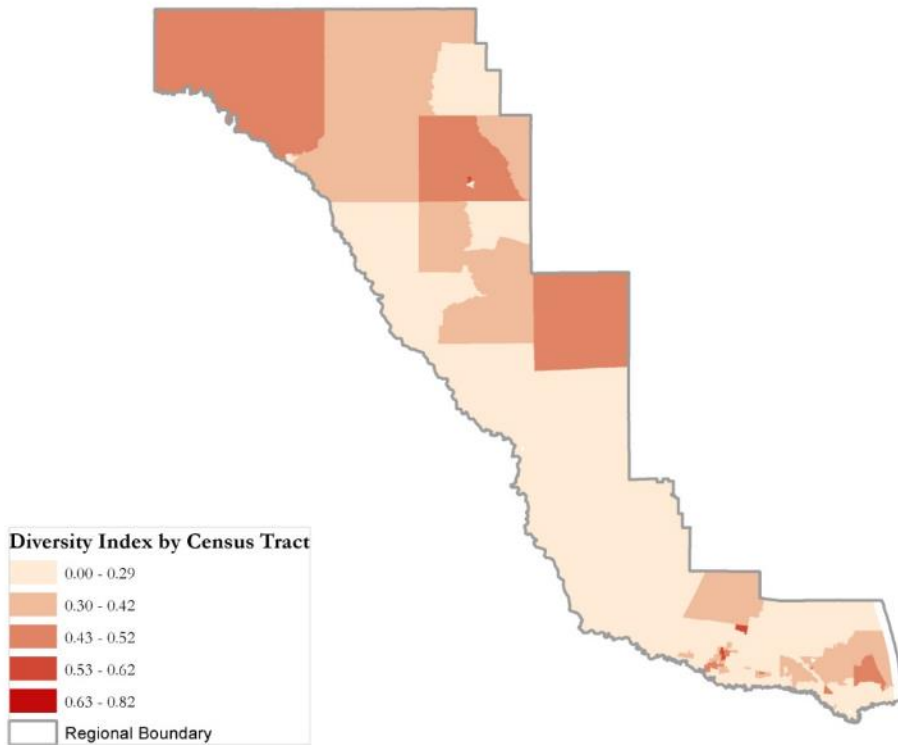 Diversity Index by Census Tract
0.00 - 0.29
0.30 - 0.42
0.43 - 0.52
0.53 - 0.62
0.63 - 0.82
Regional Boundary